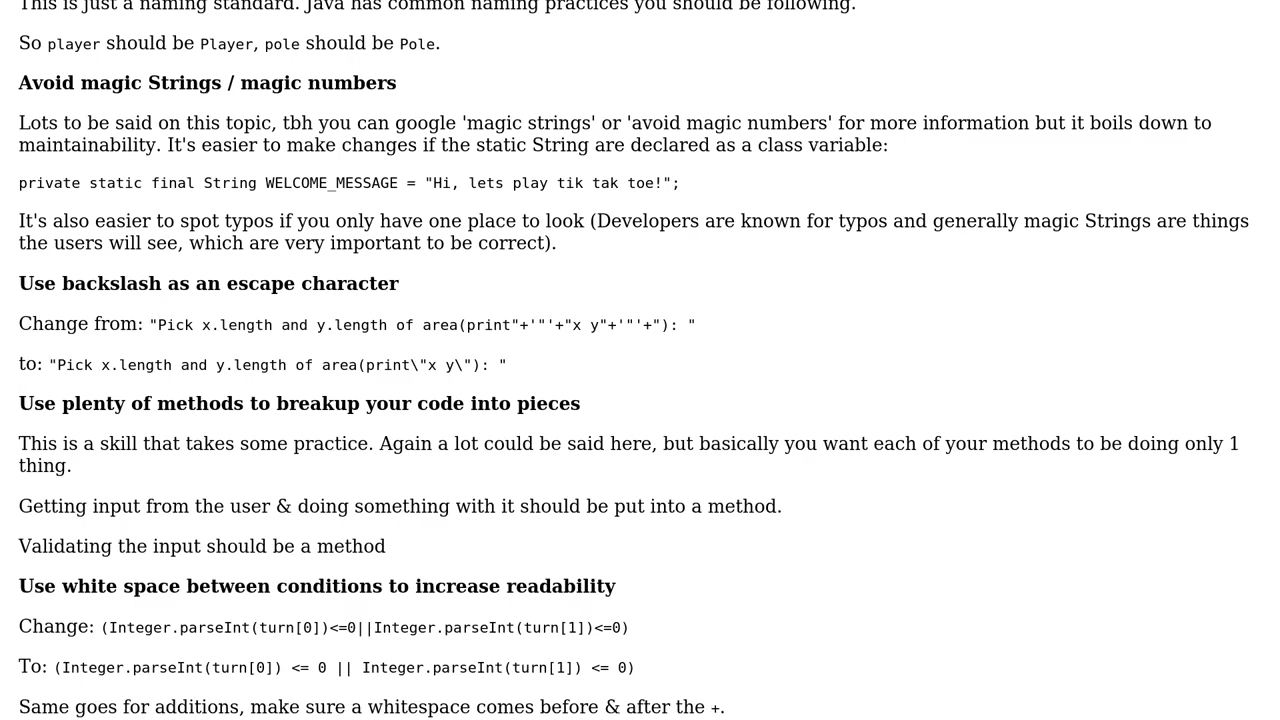 This is just a naming standard. Java has common naming practices you should be following.
So player should be Player, pole should be Pole.
Avoid magic Strings / magic numbers
Lots to be said on this topic, tbh you can google 'magic strings' or 'avoid magic numbers' for more information but it boils down to
maintainability. It's easier to make changes if the static String are declared as a class variable:
private static final String WELCOME_MESSAGE = "Hi, lets play tik tak toe!";
It's also easier to spot typos if you only have one place to look (Developers are known for typos and generally magic Strings are things
the users will see, which are very important to be correct).
Use backslash as an escape character
Change from: "Pick x.length and y.length of area(print"+'"'+"x y"+'"'+"): "
to: "Pick x.length and y.length of area(print\"x y\"): "
Use plenty of methods to breakup your code into pieces
This is a skill that takes some practice. Again a lot could be said here, but basically you want each of your methods to be doing only 1
thing.
Getting input from the user & doing something with it should be put into a method.
Validating the input should be a method
Use white space between conditions to increase readability
Change: (Integer.parseInt(turn[0])<=0||Integer.parseInt(turn[1])<=0)
To: (Integer.parseInt(turn[0]) <= 0 || Integer.parseInt(turn[1]) <= 0)
Same goes for additions, make sure a whitespace comes before & after the +.